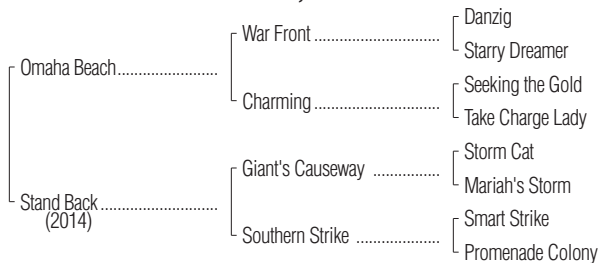 Danzig
War Front ..............................
Starry Dreamer
Omaha Beach........................
Seeking the Gold
Charming ..............................
Take Charge Lady
Storm Cat
Giant's Causeway ................
Mariah's Storm
Stand Back ............................
(2014)
Smart Strike
Southern Strike ....................
Promenade Colony